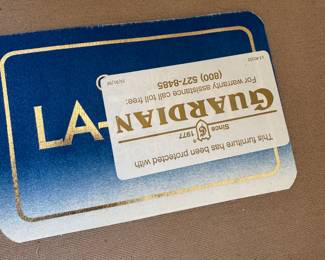 LA-
This furniture has been protected with
Since 1977
GUARDIAN
For warranty assistance call toll free:
(800) 527-8485